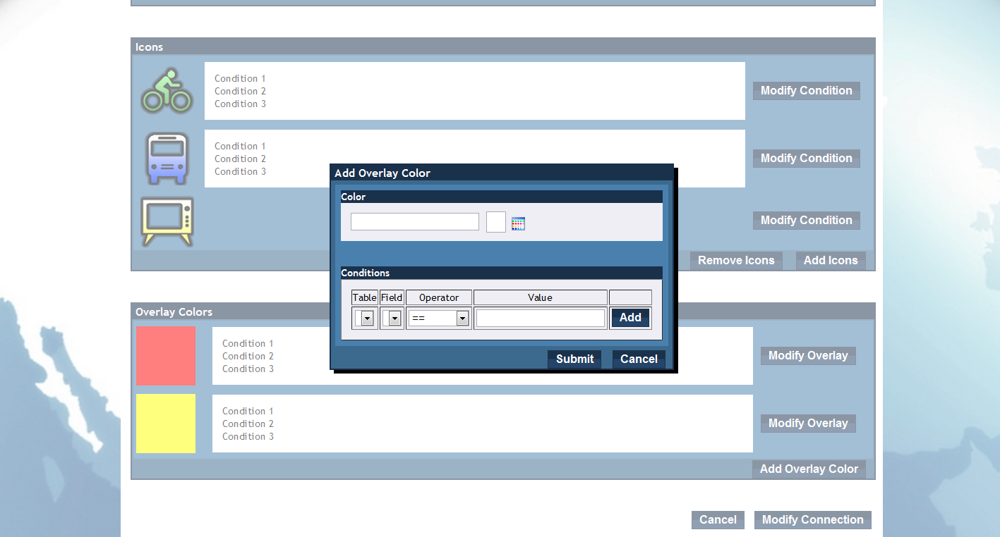 Icons
Condition 1
Condition 2
Condition 3
Modify Condition
Condition 1
Condition 2
Condition 3
Modify Condition
Modify Condition
Remove Icons
Add Icons
Add Overlay Color
Color
Conditions
Table Field Operator Value
==
Add
Submit Cancel
Overlay Colors
Condition 1
Condition 2
Condition 3
Modify Overlay
Condition 1
Condition 2
Condition 3
Modify Overlay
Add Overlay Color
Cancel Modify Connection